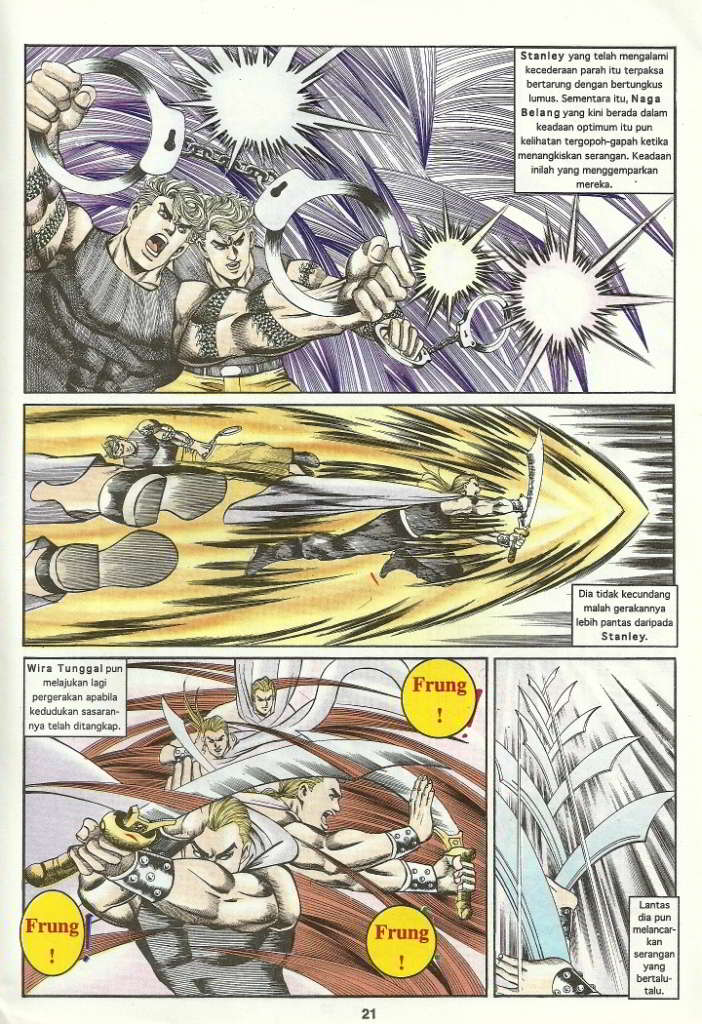 Stanley yang telah mengalami
kecederaan parah itu terpaksa
bertarung dengan bertungkus
lumus. Sementara itu, Naga
Belang yang kini berada dalam
keadaan optimum itu pun
kelihatan tergopoh-gapah ketika
menangkiskan serangan. Keadaan
inilah yang menggemparkan
mereka.
Dia tidak kecundang
malah gerakannya
lebih pantas daripada
Stanley.
Wira Tunggal pun
melajukan lagi
pergerakan apabila
kedudukan sasaran-
nya telah ditangkap.
Frung
!
Frung
!
Frung
!
Lantas
dia pun
melancar-
kan
serangan
yang
bertalu-
talu.
21